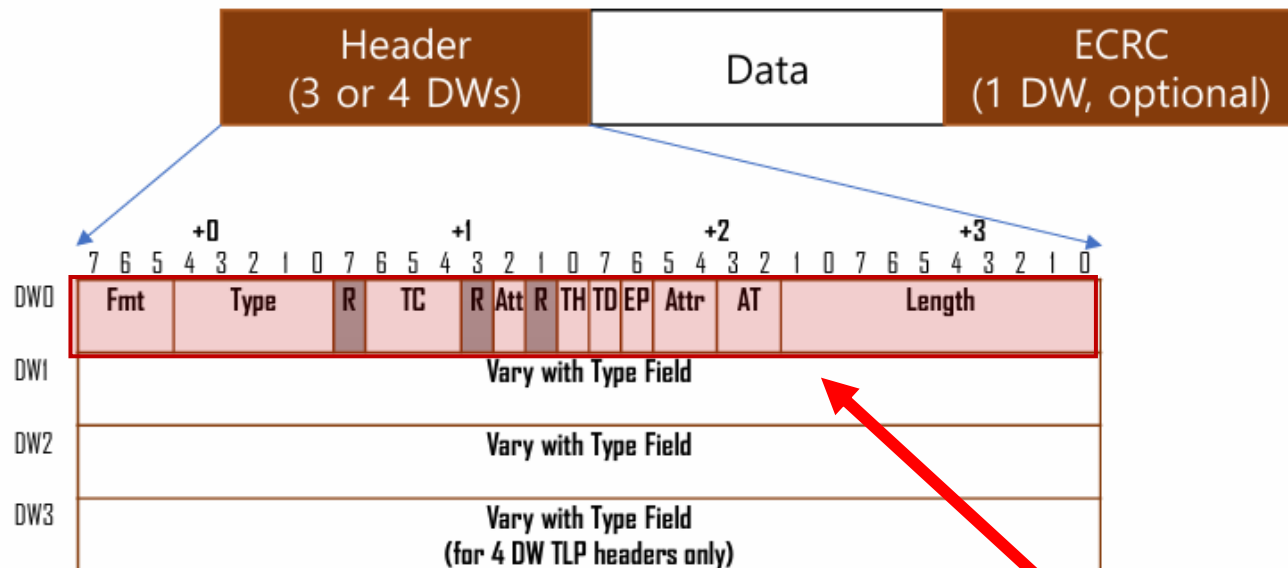 Header
(3 or 4 DWs)
Data
ECRC
(1 DW, optional)
+0 +1 +2 +3
7 6 5 4 3 2 1 0 7 6 5 4 3 2 1 0 7 6 5 4 3 2 1 0 7 6 5 4 3 2 1 0
DW0 Fmt Type R TC R Att R TH TD EP Attr AT Length
DW1 Vary with Type Field
DW2 Vary with Type Field
DW3 Vary with Type Field
(for 4 DW TLP headers only)